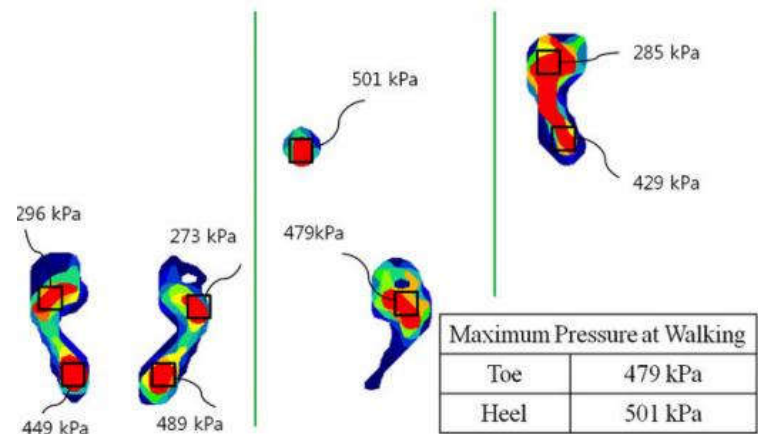 285 kPa
501 kPa
429 kPa
296 kPa
273 kPa
479kPa
Maximum Pressure at Walking
Toe 479 kPa
Heel 501 kPa
449 kPa
489 kPa